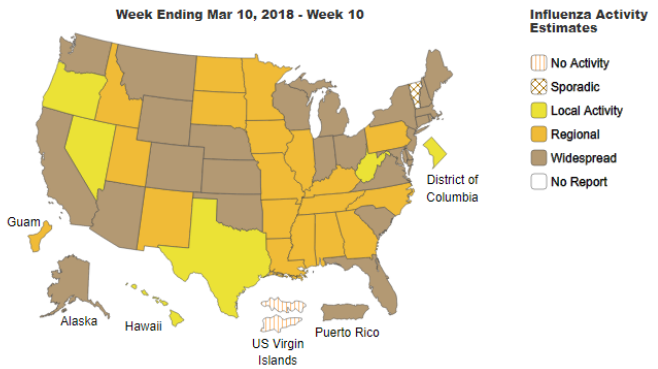 Week Ending Mar 10, 2018 - Week 10
Influenza Activity
Estimates
No Activity
Sporadic
Local Activity
Regional
Widespread
No Report
District of
Columbia
Guam
Alaska
Hawaii
US Virgin
Islands
Puerto Rico